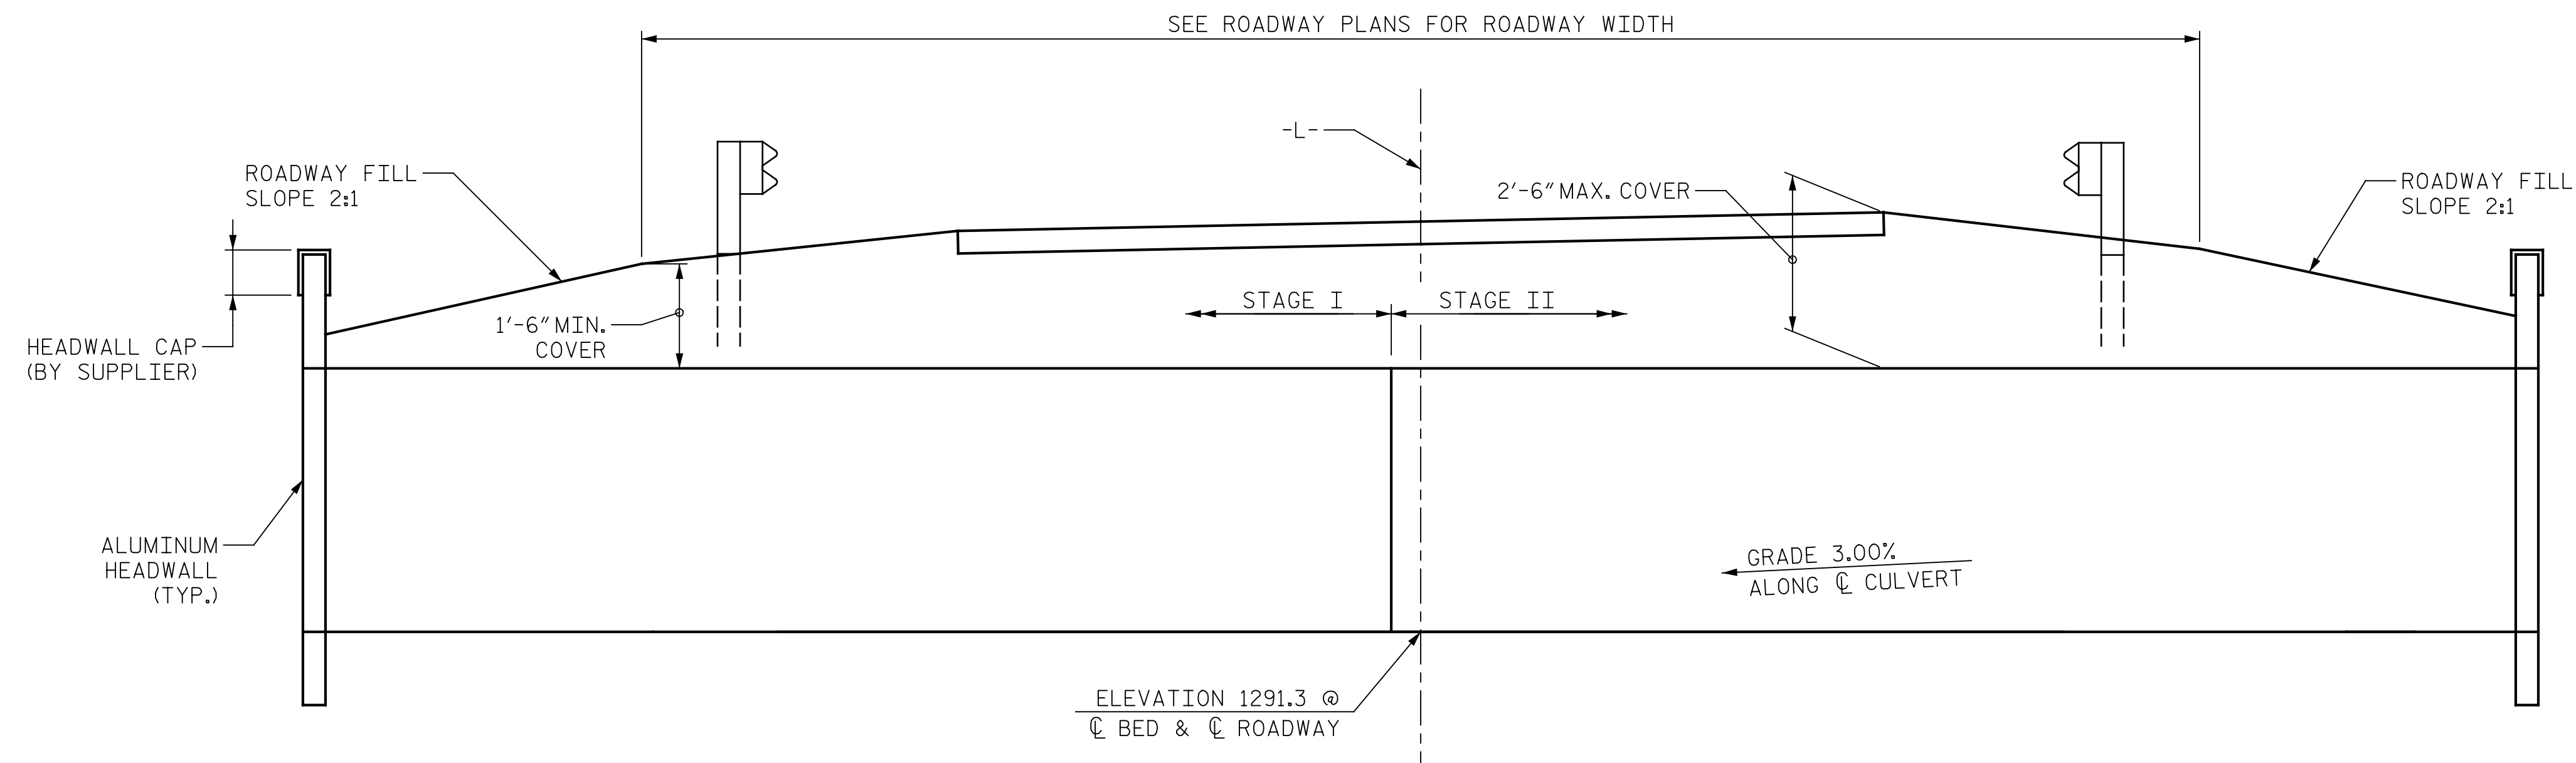 SEE ROADWAY PLANS FOR ROADWAY WIDTH
-L-
ROADWAY FILL
SLOPE 2:1
2'-6" MAX. COVER
ROADWAY FILL
SLOPE 2:1
STAGE I
STAGE II
1'-6" MIN.
COVER
HEADWALL CAP
(BY SUPPLIER)
ALUMINUM
HEADWALL
(TYP.)
GRADE 3.00%
ALONG ℄ CULVERT
ELEVATION 1291.3 @
℄ BED & ℄ ROADWAY